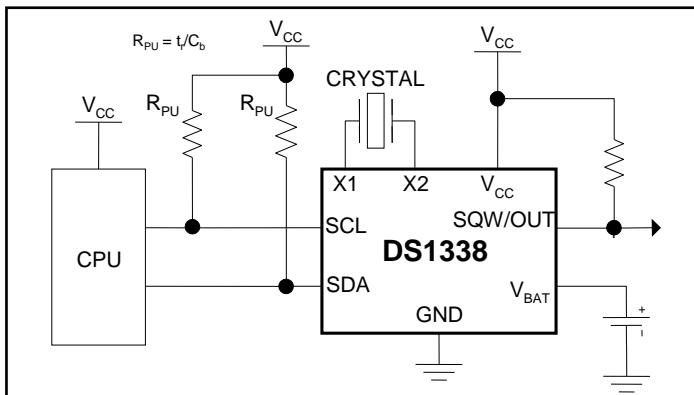 R_PU = t_r/C_b
V_CC
V_CC
CRYSTAL
V_CC
R_PU
R_PU
X1
X2
V_CC
SCL
SQW/OUT
CPU
DS1338
SDA
V_BAT
GND
+
-